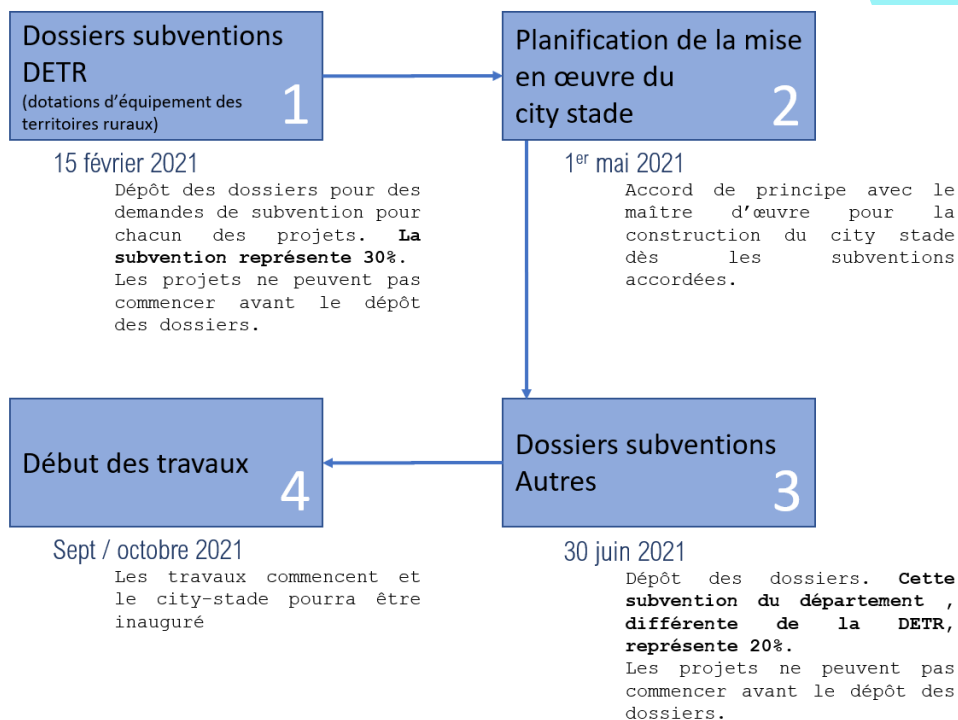 Dossiers subventions
DETR
(dotations d'équipement des
territoires ruraux)
1
15 février 2021
Dépôt des dossiers pour des
demandes de subvention pour
chacun des projets. La
subvention représente 30%.
Les projets ne peuvent pas
commencer avant le dépôt
des dossiers.
Planification de la mise
en œuvre du
city stade
2
1er mai 2021
Accord de principe avec le
maître d'œuvre pour la
construction du city stade
dès les subventions
accordées.
Dossiers subventions
Autres
3
30 juin 2021
Dépôt des dossiers. Cette
subvention du département ,
différente de la DETR,
représente 20%.
Les projets ne peuvent pas
commencer avant le dépôt des
dossiers.
Début des travaux
4
Sept / octobre 2021
Les travaux commencent et
le city-stade pourra être
inauguré